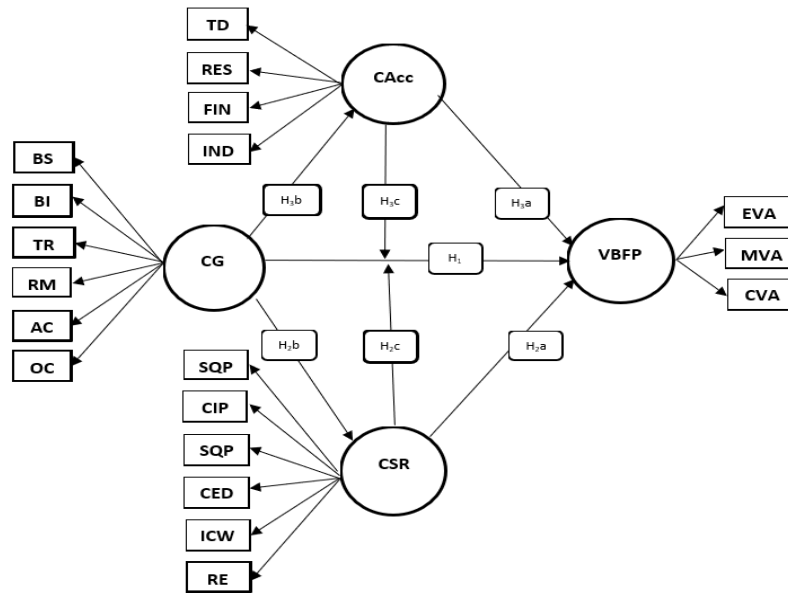 TD
RES
FIN
IND
CAcc
BS
BI
TR
RM
AC
OC
CG
H₃b
H₃c
H₃a
H₁
VBFP
EVA
MVA
CVA
H₂b
H₂c
H₂a
SQP
CIP
SQP
CED
ICW
RE
CSR